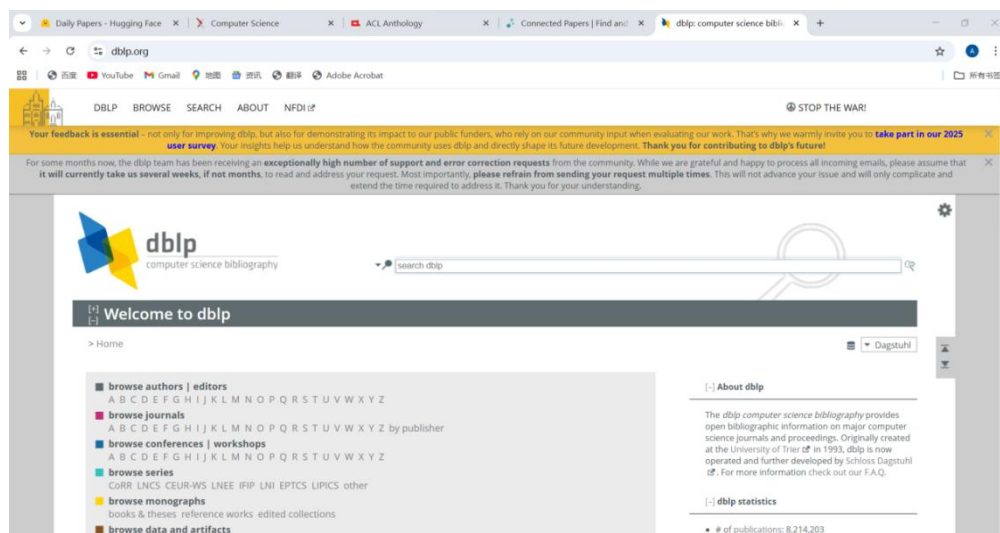 Daily Papers - Hugging Face
Computer Science
ACL Anthology
Connected Papers | Find and
dblp: computer science bibli
dblp.org
百度
YouTube
Gmail
地图
资讯
翻译
Adobe Acrobat
所有书签
DBLP BROWSE SEARCH ABOUT NFDI
STOP THE WAR!
Your feedback is essential – not only for improving dblp, but also for demonstrating its impact to our public funders, who rely on our community input when evaluating our work. That's why we warmly invite you to take part in our 2025
user survey. Your insights help us understand how the community uses dblp and directly shape its future development. Thank you for contributing to dblp's future!
For some months now, the dblp team has been receiving an exceptionally high number of support and error correction requests from the community. While we are grateful and happy to process all incoming emails, please assume that
it will currently take us several weeks, if not months, to read and address your request. Most importantly, please refrain from sending your request multiple times. This will not advance your issue and will only complicate and
extend the time required to address it. Thank you for your understanding.
dblp
computer science bibliography
search dblp
[+]
[-] Welcome to dblp
> Home
Dagstuhl
browse authors | editors
A B C D E F G H I J K L M N O P Q R S T U V W X Y Z
browse journals
A B C D E F G H I J K L M N O P Q R S T U V W X Y Z by publisher
browse conferences | workshops
A B C D E F G H I J K L M N O P Q R S T U V W X Y Z
browse series
CoRR LNCS CEUR-WS LNEE IFIP LNI EPTCS LIPICS other
browse monographs
books & theses reference works edited collections
browse data and artifacts
[-] About dblp
The dblp computer science bibliography provides
open bibliographic information on major computer
science journals and proceedings. Originally created
at the University of Trier in 1993, dblp is now
operated and further developed by Schloss Dagstuhl
. For more information check out our F.A.Q.
[-] dblp statistics
# of publications: 8,214,203